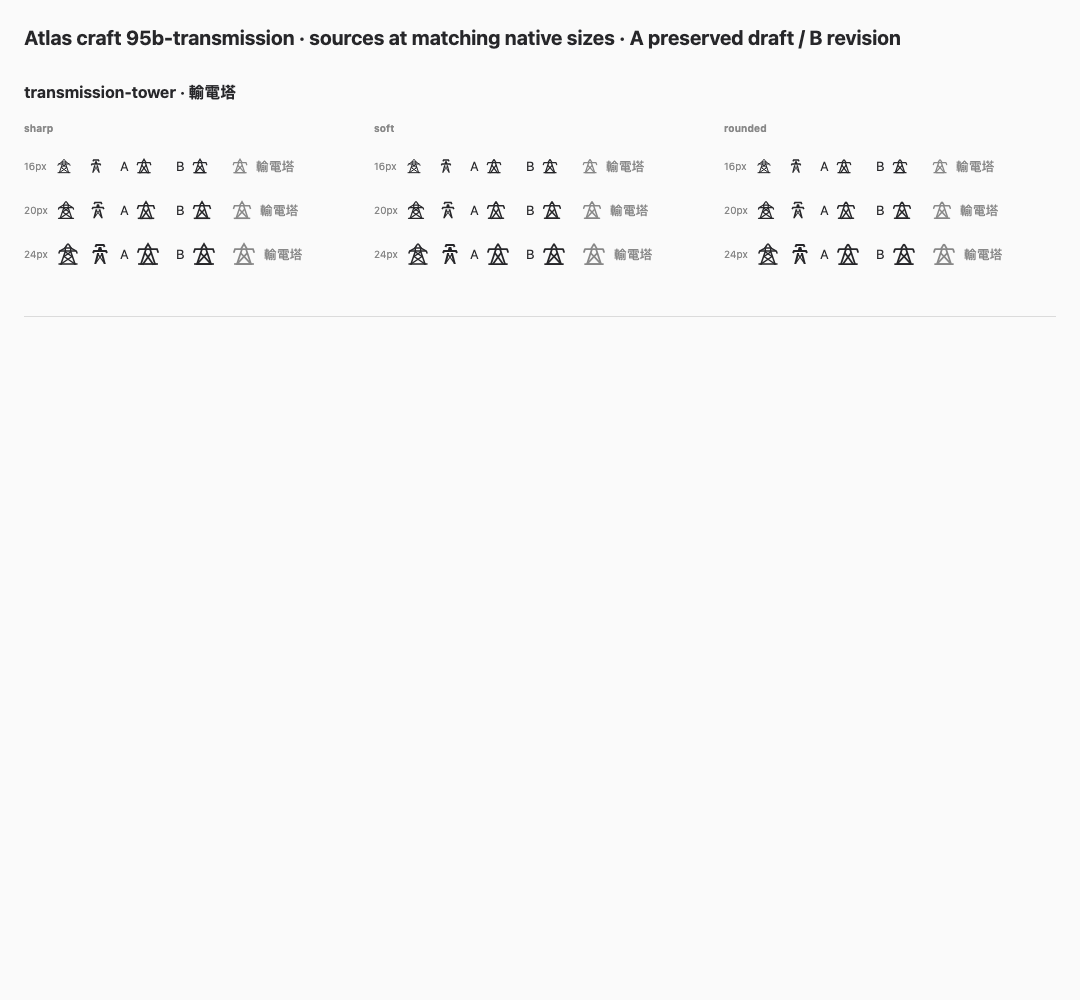 Atlas craft 95b-transmission · sources at matching native sizes · A preserved draft / B revision
transmission-tower · 輸電塔
sharp
soft
rounded
16px A B 輸電塔
16px A B 輸電塔
16px A B 輸電塔
20px A B 輸電塔
20px A B 輸電塔
20px A B 輸電塔
24px A B 輸電塔
24px A B 輸電塔
24px A B 輸電塔